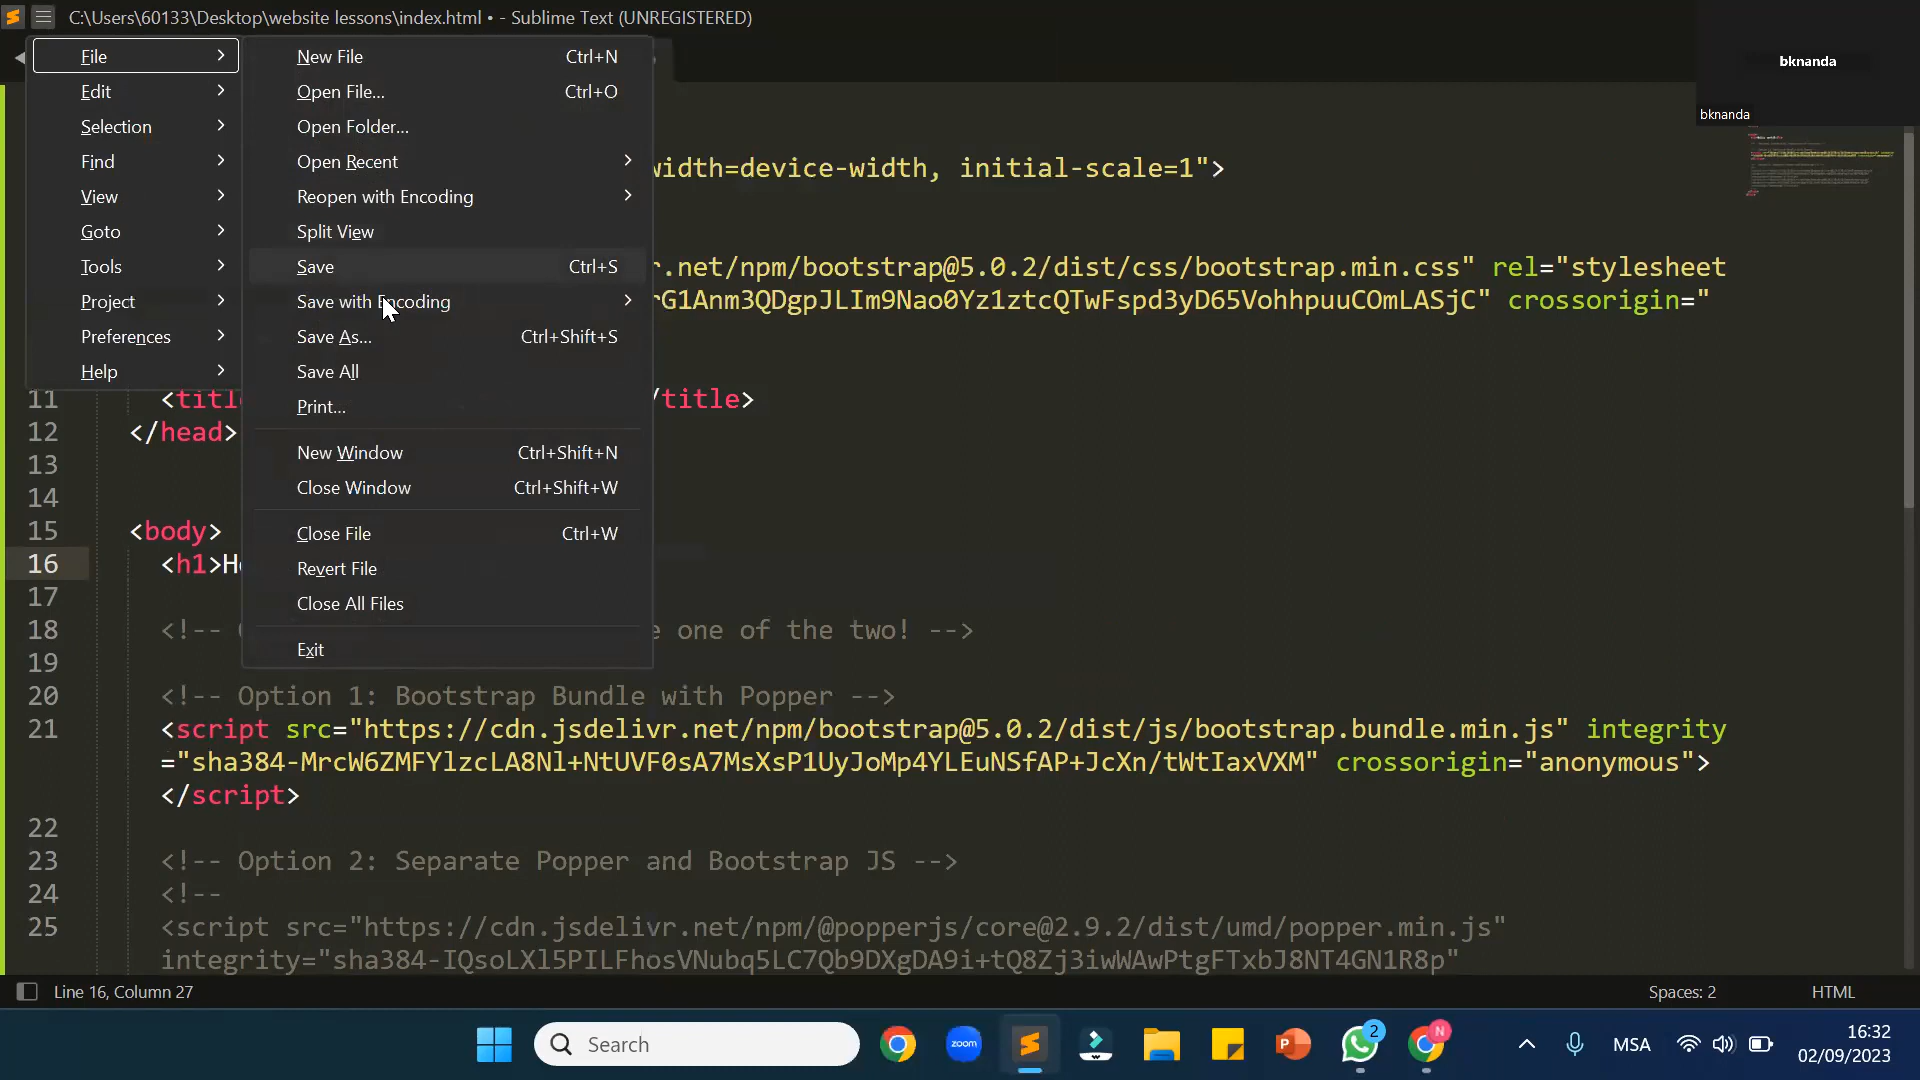 C:\Users\60133\Desktop\website lessons\index.html • - Sublime Text (UNREGISTERED)
File
Edit
Selection
Find
View
Goto
Tools
Project
Preferences
Help
New File Ctrl+N
Open File... Ctrl+O
Open Folder...
Open Recent
Reopen with Encoding
Split View
Save Ctrl+S
Save with Encoding
Save As... Ctrl+Shift+S
Save All
Print...
New Window Ctrl+Shift+N
Close Window Ctrl+Shift+W
Close File Ctrl+W
Revert File
Close All Files
Exit
bknanda
bknanda
width=device-width, initial-scale=1">
r.net/npm/bootstrap@5.0.2/dist/css/bootstrap.min.css" rel="stylesheet
rG1Anm3QDgpJLIm9Nao0Yz1ztcQTwFspd3yD65VohhpuuCOmLASjC" crossorigin="
11 <titl /title>
12 </head>
13
14
15 <body>
16 <h1>He
17
18 <!-- e one of the two! -->
19
20 <!-- Option 1: Bootstrap Bundle with Popper -->
21 <script src="https://cdn.jsdelivr.net/npm/bootstrap@5.0.2/dist/js/bootstrap.bundle.min.js" integrity
="sha384-MrcW6ZMFYlzcLA8Nl+NtUVF0sA7MsXsP1UyJoMp4YLEuNSfAP+JcXn/tWtIaxVXM" crossorigin="anonymous">
</script>
22
23 <!-- Option 2: Separate Popper and Bootstrap JS -->
24 <!--
25 <script src="https://cdn.jsdelivr.net/npm/@popperjs/core@2.9.2/dist/umd/popper.min.js"
integrity="sha384-IQsoLXl5PILFhosVNubq5LC7Qb9DXgDA9i+tQ8Zj3iwWAwPtgFTxbJ8NT4GN1R8p"
Line 16, Column 27
Spaces: 2
HTML
Search
zoom
P
2
N
MSA
16:32
02/09/2023